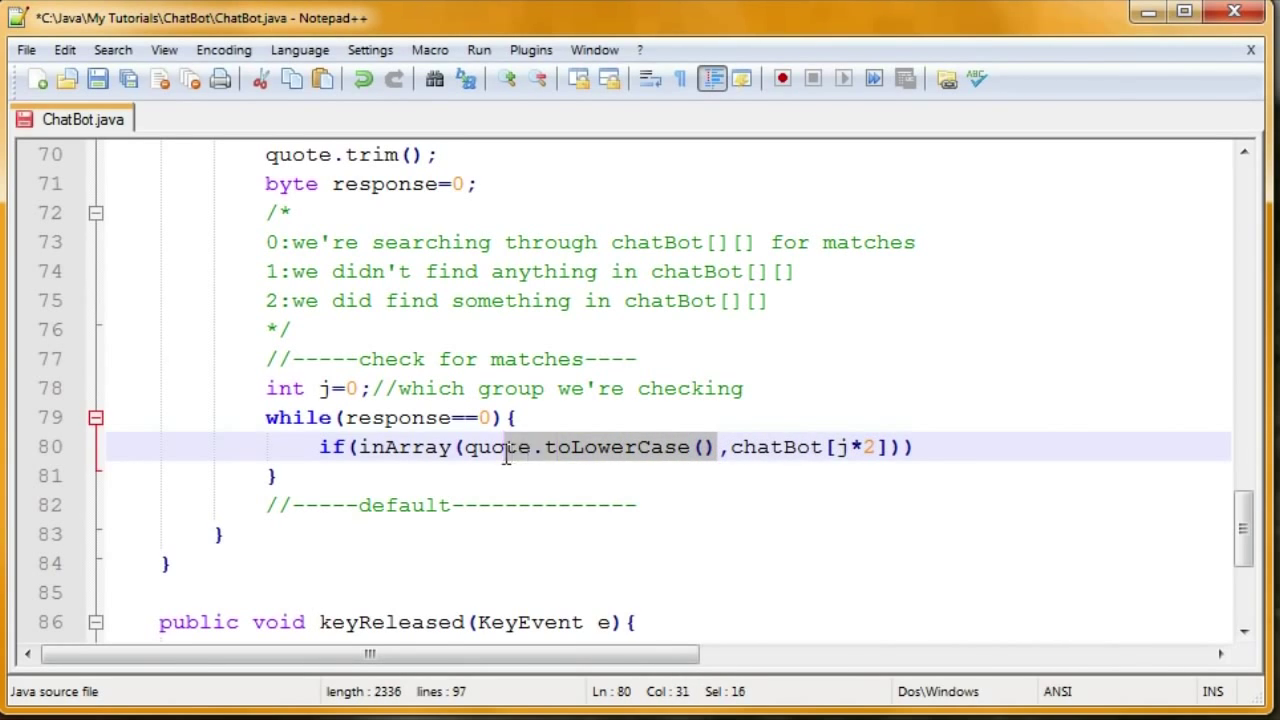 *C:\Java\My Tutorials\ChatBot\ChatBot.java - Notepad++
File Edit Search View Encoding Language Settings Macro Run Plugins Window ? X
ABC
ChatBot.java
70 quote.trim();
71 byte response=0;
72 /*
73 0:we're searching through chatBot[][] for matches
74 1:we didn't find anything in chatBot[][]
75 2:we did find something in chatBot[][]
76 */
77 //-----check for matches----
78 int j=0;//which group we're checking
79 while(response==0){
80 if(inArray(quote.toLowerCase(),chatBot[j*2]))
81 }
82 //-----default--------------
83 }
84 }
85
86 public void keyReleased(KeyEvent e){
Java source file length : 2336 lines : 97 Ln : 80 Col : 31 Sel : 16 Dos\Windows ANSI INS